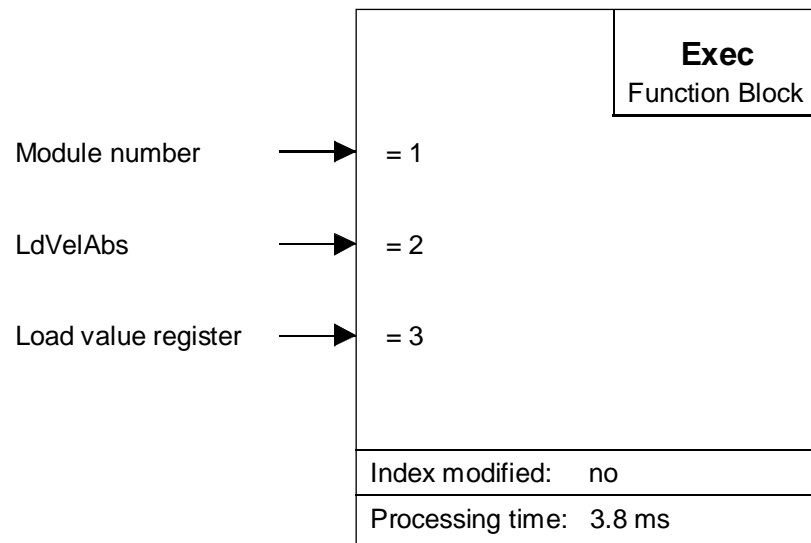 Exec
Function Block
Module number = 1
LdVelAbs = 2
Load value register = 3
Index modified: no
Processing time: 3.8 ms